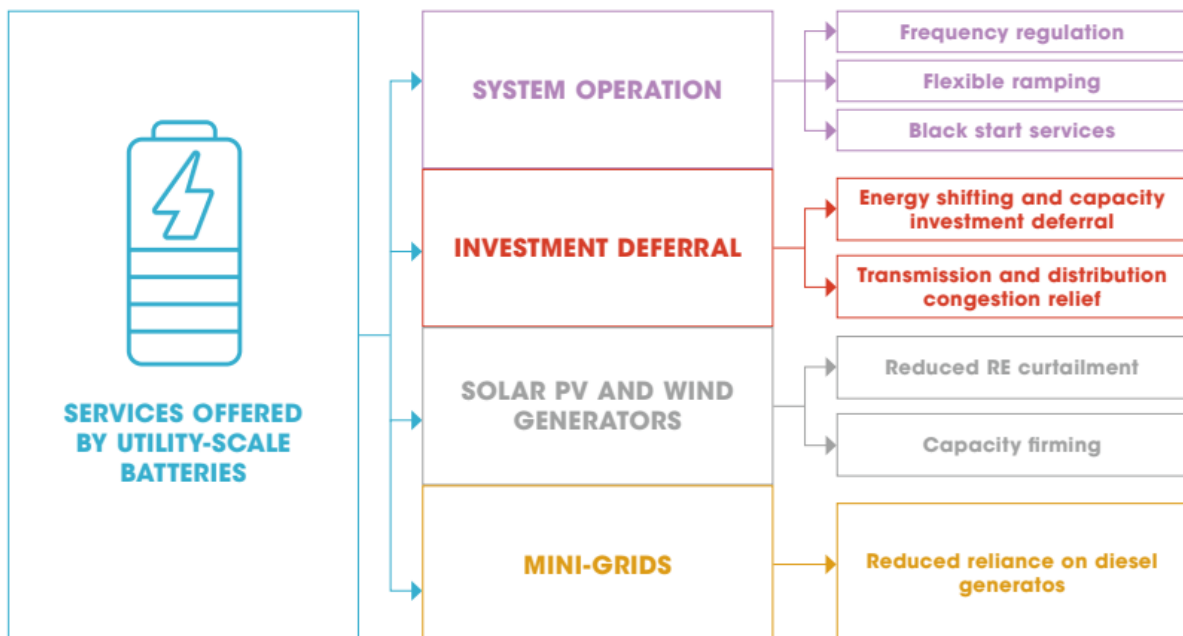 SERVICES OFFERED
BY UTILITY-SCALE
BATTERIES
SYSTEM OPERATION
Frequency regulation
Flexible ramping
Black start services
INVESTMENT DEFERRAL
Energy shifting and capacity
investment deferral
Transmission and distribution
congestion relief
SOLAR PV AND WIND
GENERATORS
Reduced RE curtailment
Capacity firming
MINI-GRIDS
Reduced reliance on diesel
generatos